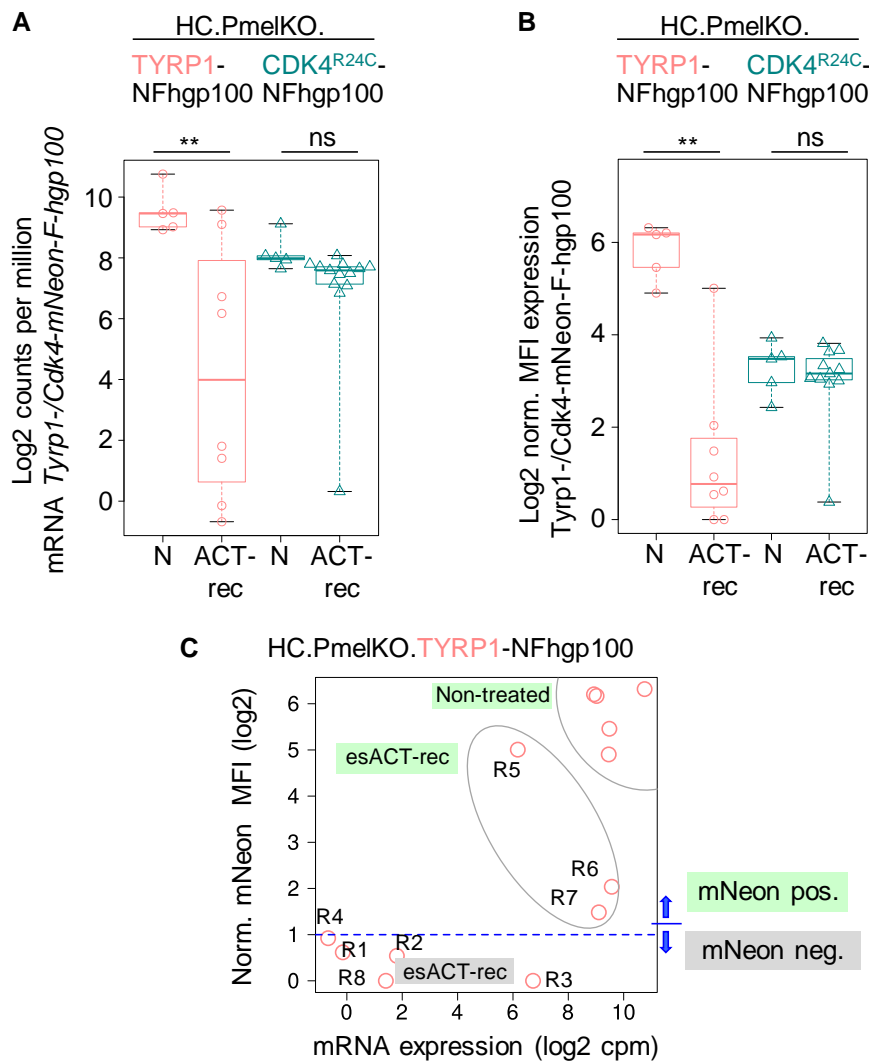 A
HC.PmelKO.
TYRP1-
NFhgp100
CDK4R24C-
NFhgp100
**
ns
Log2 counts per million
mRNA Tyrp1-/Cdk4-mNeon-F-hgp100
10
8
6
4
2
0
N
ACT-
rec
N
ACT-
rec
B
HC.PmelKO.
TYRP1-
NFhgp100
CDK4R24C-
NFhgp100
**
ns
Log2 norm. MFI expression
Tyrp1-/Cdk4-mNeon-F-hgp100
6
4
2
0
N
ACT-
rec
N
ACT-
rec
C
HC.PmelKO.TYRP1-NFhgp100
Norm. mNeon MFI (log2)
6
5
4
3
2
1
0
Non-treated
esACT-rec
R5
R6
R7
R4
R1
R2
R8
esACT-rec
R3
mNeon pos.
mNeon neg.
0
2
4
6
8
10
mRNA expression (log2 cpm)